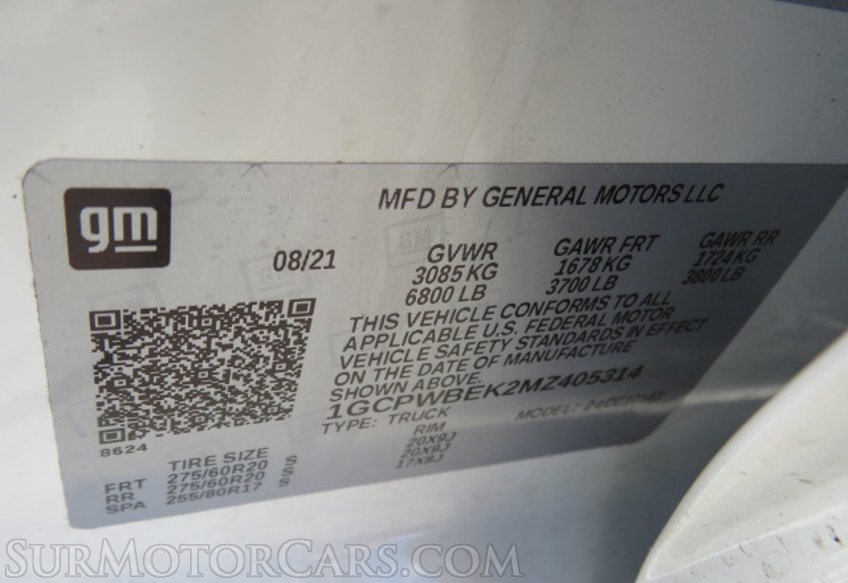 MFD BY GENERAL MOTORS LLC
gm
08/21
GVWR GAWR FRT GAWR RR
3085 KG 1678 KG 1724 KG
6800 LB 3700 LB 3800 LB
THIS VEHICLE CONFORMS TO ALL
APPLICABLE U.S. FEDERAL MOTOR
VEHICLE SAFETY STANDARDS IN EFFECT
ON THE DATE OF MANUFACTURE
SHOWN ABOVE.
1GCPWBEK2MZ405314
TYPE: TRUCK MODEL:
8624
TIRE SIZE RIM
FRT 275/60R20 S 20X9J
RR 275/60R20 S 20X9J
SPA 255/80R17 S 17X8J
SURMOTORCARS.COM